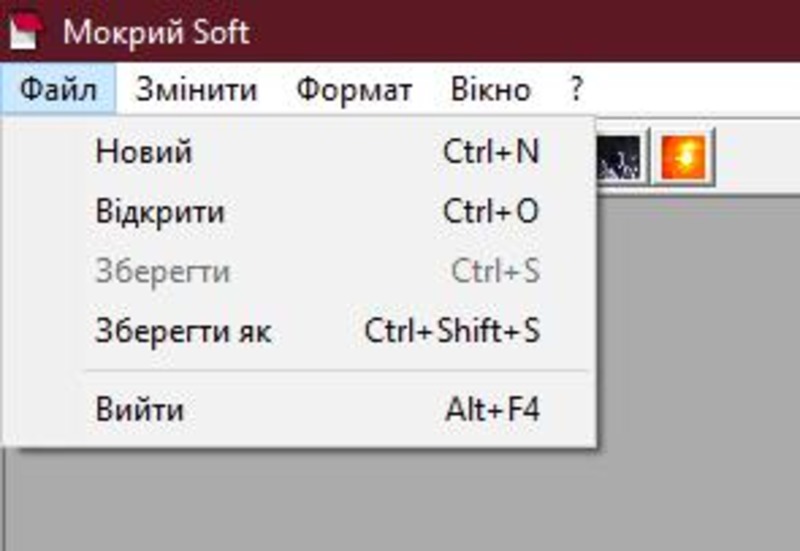 Мокрий Soft
Файл Змінити Формат Вікно ?
Новий Ctrl+N
Відкрити Ctrl+O
Зберегти Ctrl+S
Зберегти як Ctrl+Shift+S
Вийти Alt+F4